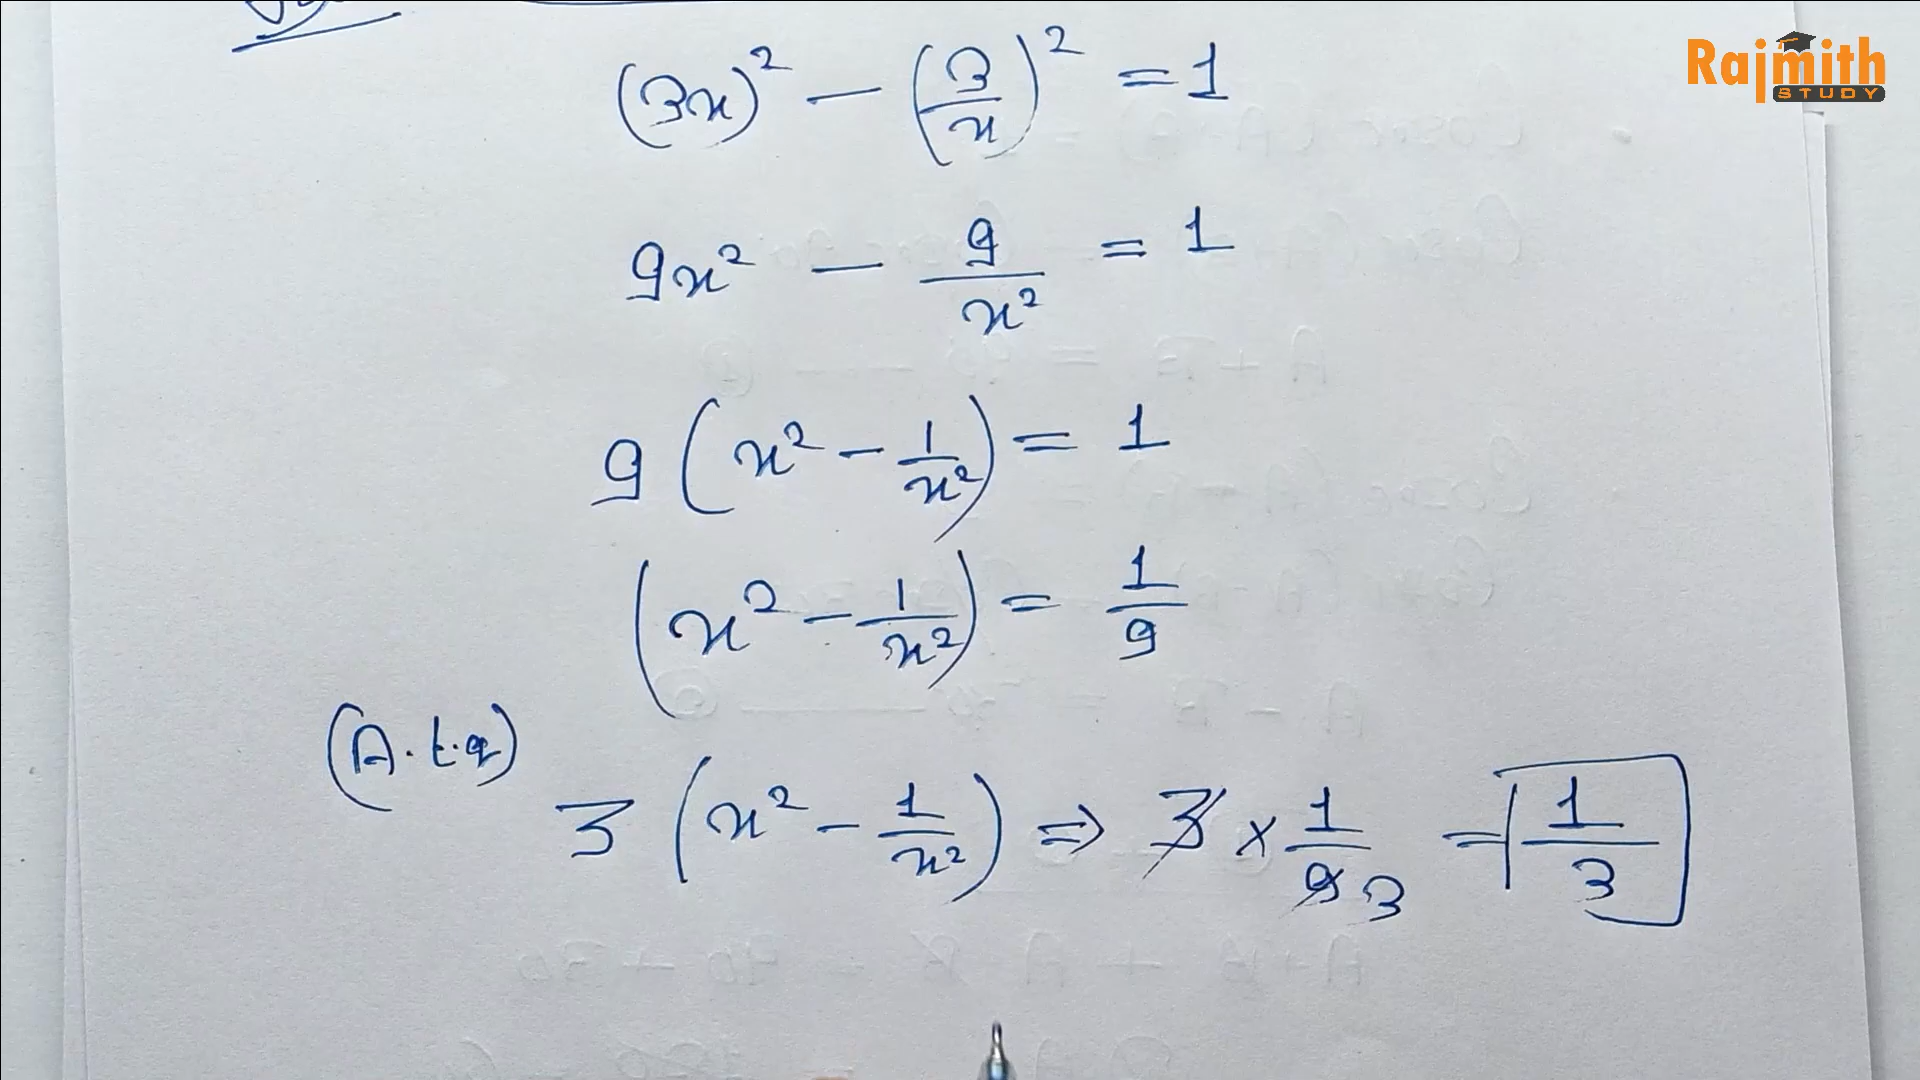 Rajmith
STUDY
(3x)² − (3/x)² = 1
9x² − 9/x² = 1
9(x² − 1/x²) = 1
(x² − 1/x²) = 1/9
(A.t.q)
3(x² − 1/x²) ⇒ 3 × 1/9 3 = 1/3